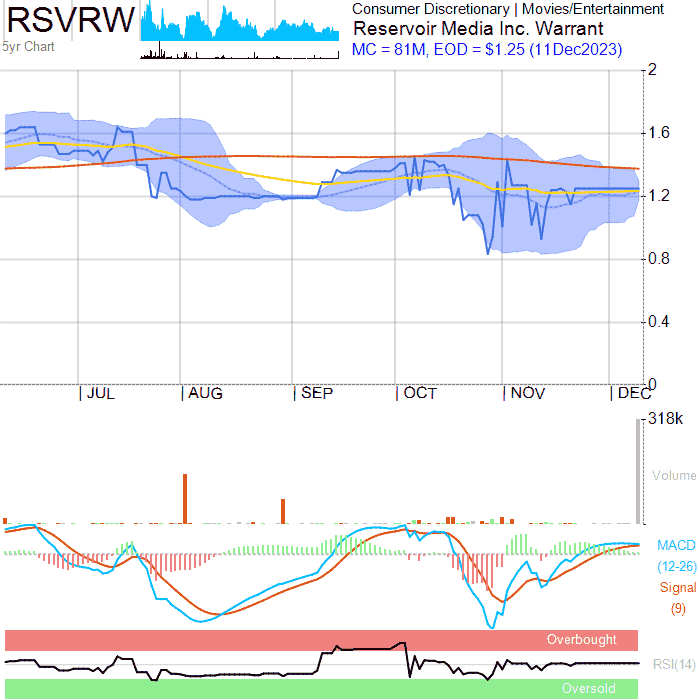 RSVRW
5yr Chart
Consumer Discretionary | Movies/Entertainment
Reservoir Media Inc. Warrant
MC = 81M, EOD = $1.25 (11Dec2023)
2
1.6
1.2
0.8
0.4
0
| JUL | AUG | SEP | OCT | NOV | DEC
318k
Volume
MACD
(12-26)
Signal
(9)
Overbought
RSI(14)
Oversold